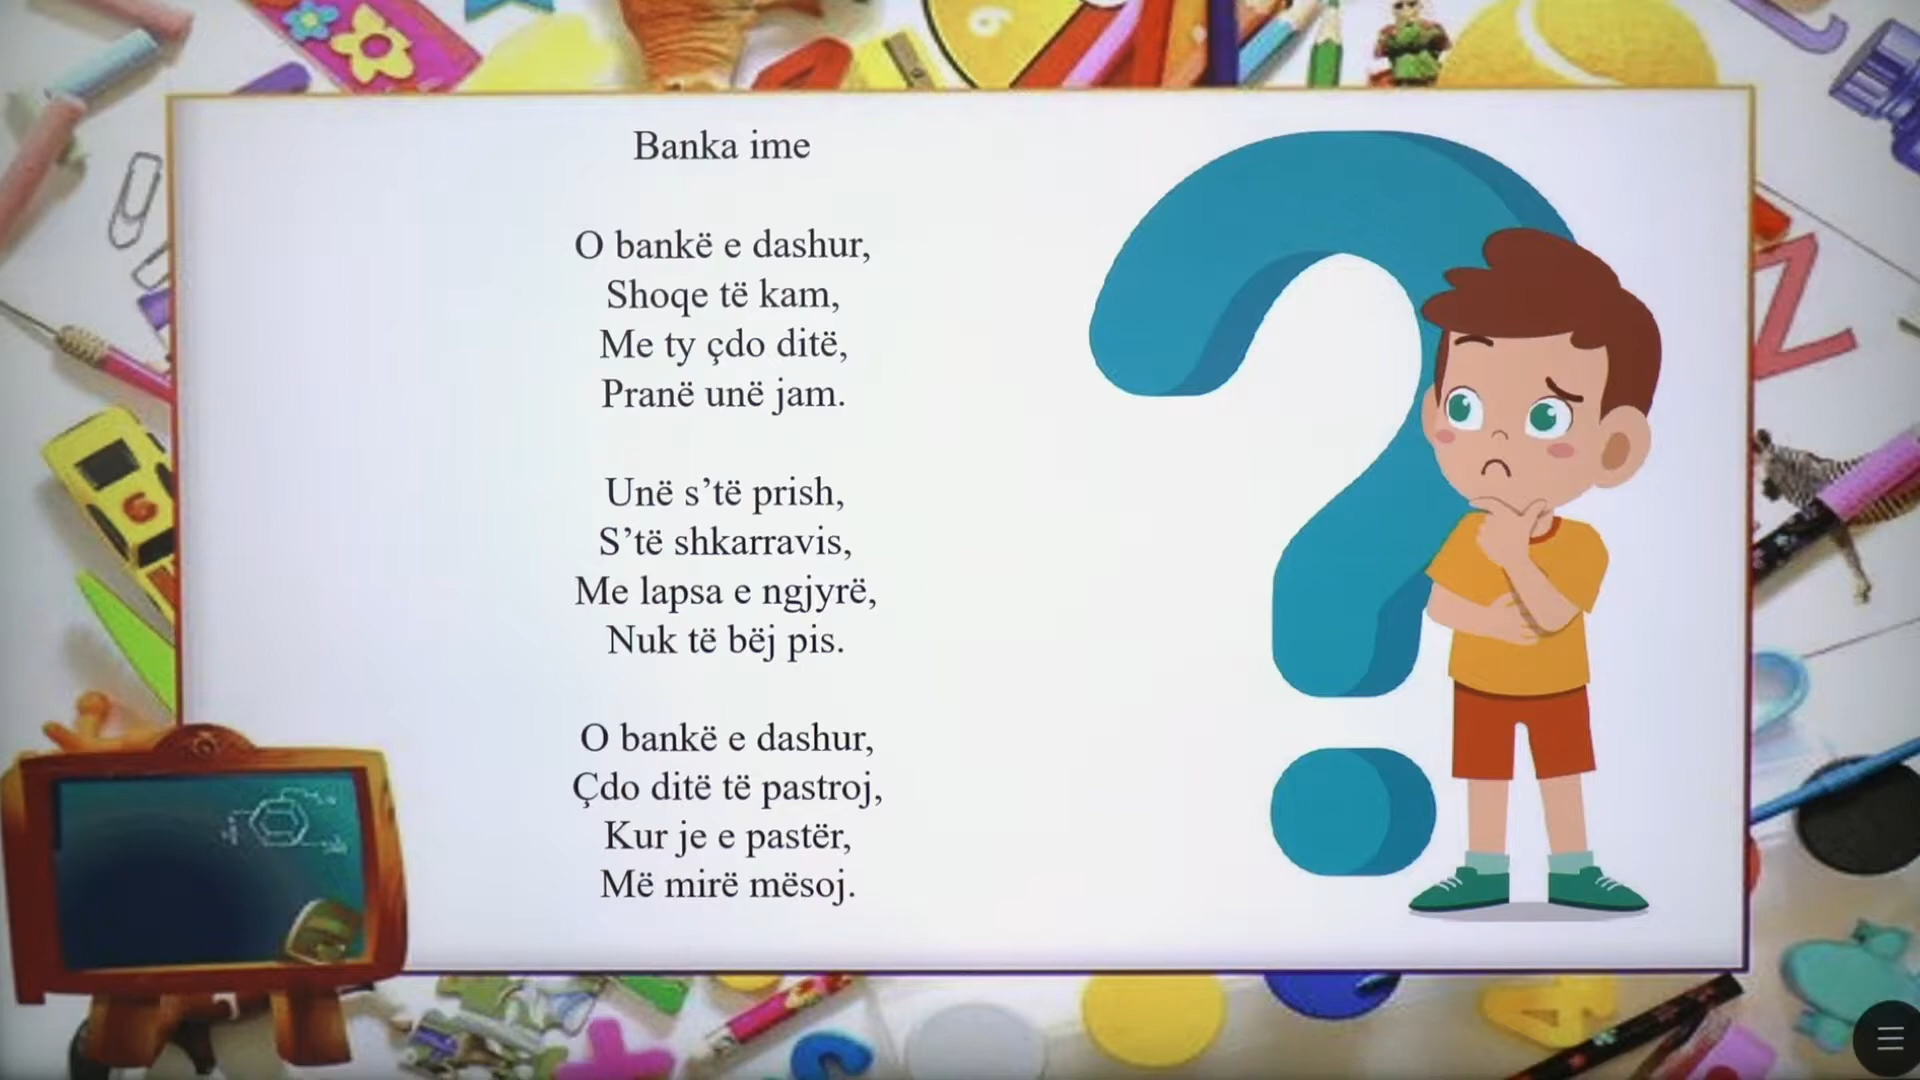 Banka ime
O bankë e dashur,
Shoqe të kam,
Me ty çdo ditë,
Pranë unë jam.
Unë s’të prish,
S’të shkarravis,
Me lapsa e ngjyrë,
Nuk të bëj pis.
O bankë e dashur,
Çdo ditë të pastroj,
Kur je e pastër,
Më mirë mësoj.